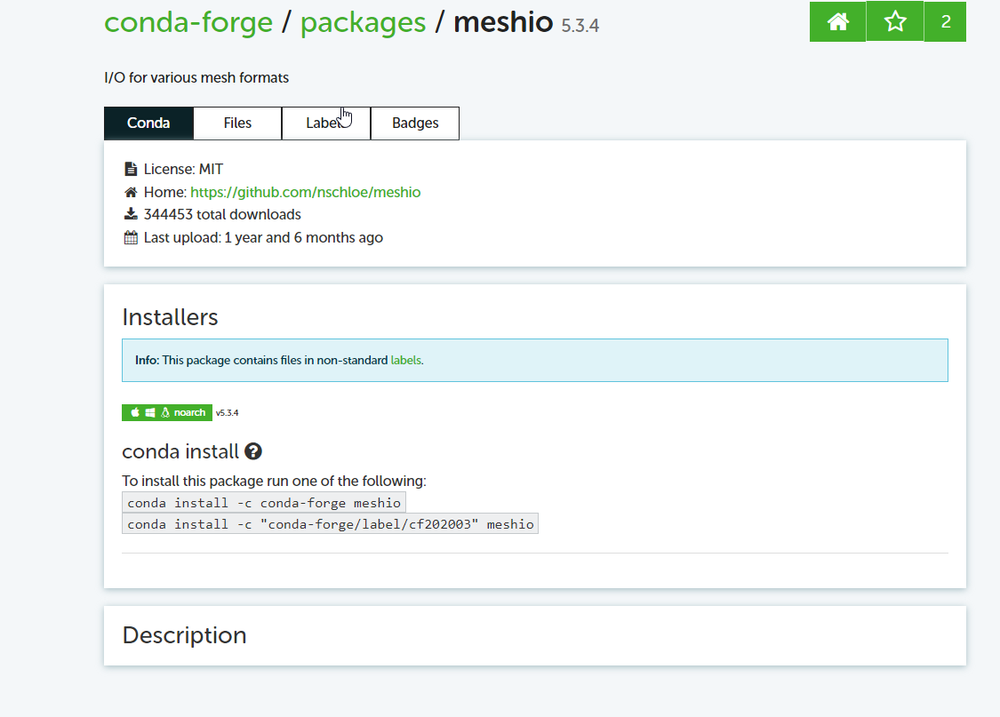 conda-forge / packages / meshio 5.3.4
2
I/O for various mesh formats
Conda Files Labels Badges
License: MIT
Home: https://github.com/nschloe/meshio
344453 total downloads
Last upload: 1 year and 6 months ago
Installers
Info: This package contains files in non-standard labels.
noarch v5.3.4
conda install ?
To install this package run one of the following:
conda install -c conda-forge meshio
conda install -c "conda-forge/label/cf202003" meshio
Description